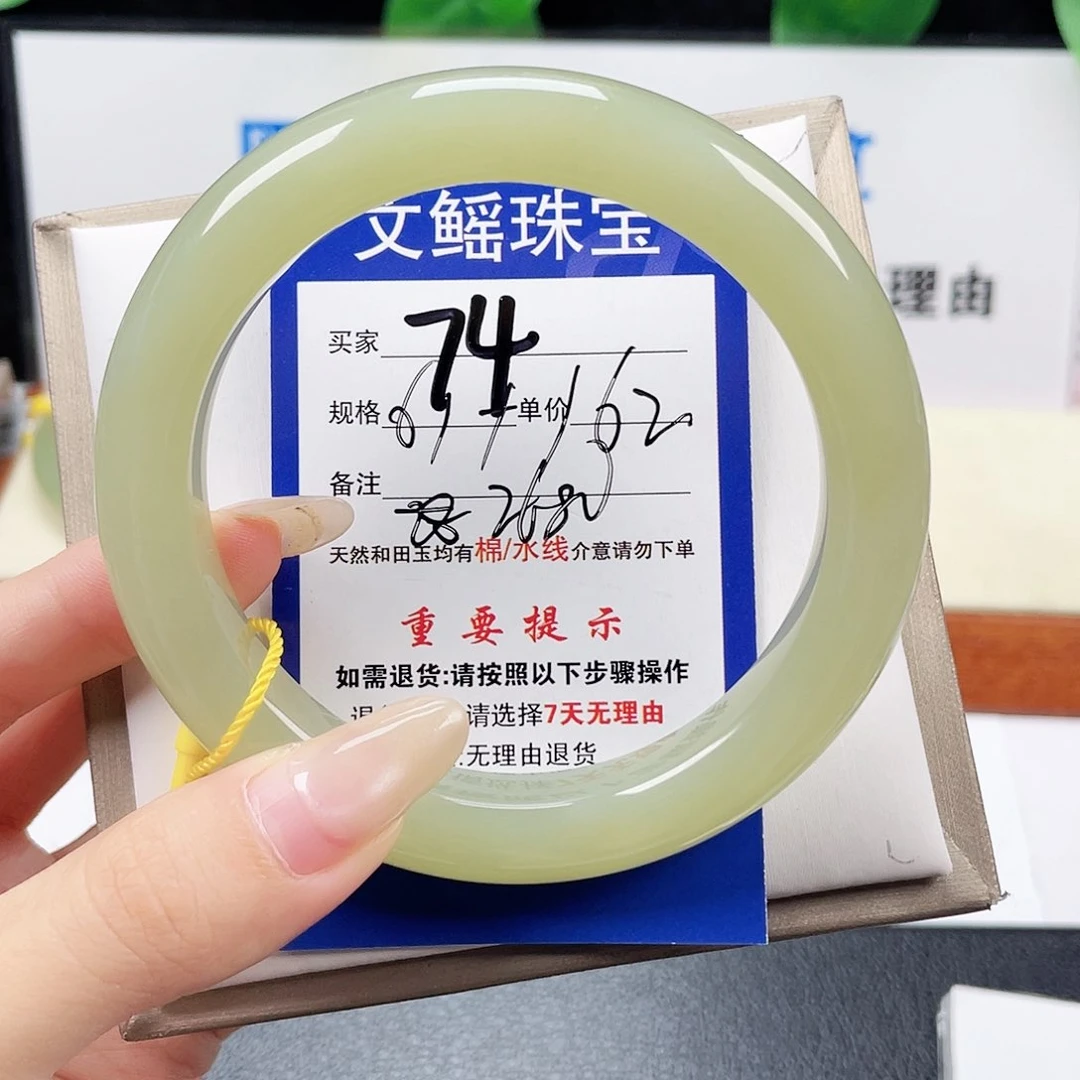 文鳐珠宝
理由
买家 74
规格 单价
备注 2680
天然和田玉均有棉/水线介意请勿下单
重要提示
如需退货:请按照以下步骤操作
请选择7天无理由
无理由退货